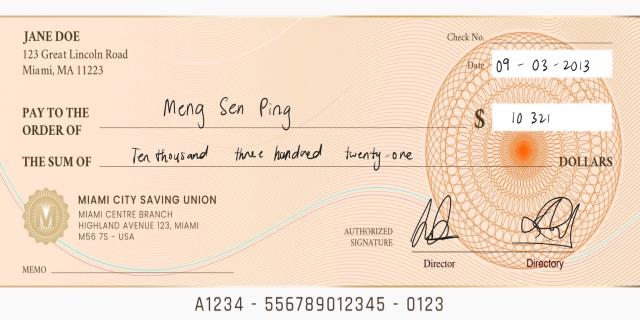 JANE DOE
123 Great Lincoln Road
Miami, MA 11223
Check No.
Date 09 - 03 - 2013
PAY TO THE
ORDER OF Meng Sen Ping $ 10 321
THE SUM OF Ten thousand three hundred twenty-one DOLLARS
MIAMI CITY SAVING UNION
MIAMI CENTRE BRANCH
HIGHLAND AVENUE 123, MIAMI
M56 7S - USA
M
AUTHORIZED
SIGNATURE
Director Directory
MEMO
A1234 - 556789012345 - 0123